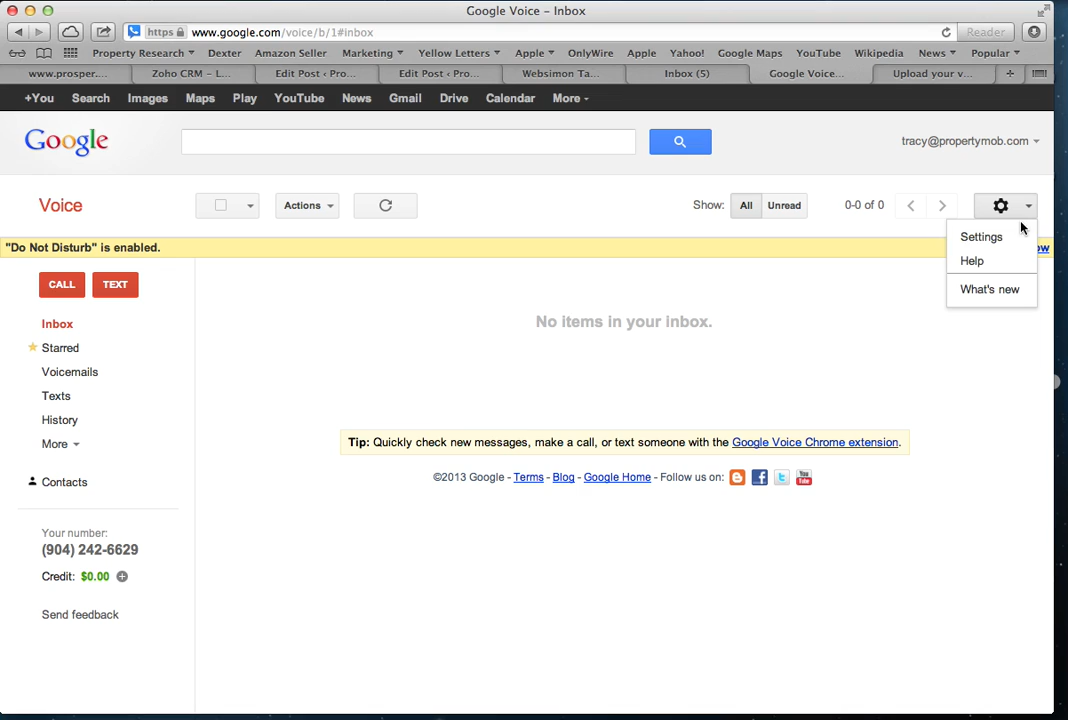 Google Voice – Inbox
https www.google.com/voice/b/1#inbox
Reader
Property Research Dexter Amazon Seller Marketing Yellow Letters Apple OnlyWire Apple Yahoo! Google Maps YouTube Wikipedia News Popular
www.prosper.... Zoho CRM – L... Edit Post ‹ Pro... Edit Post ‹ Pro... Websimon Ta... Inbox (5) Google Voice... Upload your v... +
+You Search Images Maps Play YouTube News Gmail Drive Calendar More
Google
tracy@propertymob.com
Voice
Actions
Show: All Unread
0-0 of 0
"Do Not Disturb" is enabled.
ow
Settings
Help
What's new
CALL TEXT
Inbox
Starred
Voicemails
Texts
History
More
Contacts
Your number:
(904) 242-6629
Credit: $0.00
Send feedback
No items in your inbox.
Tip: Quickly check new messages, make a call, or text someone with the Google Voice Chrome extension.
©2013 Google - Terms - Blog - Google Home - Follow us on: You Tube